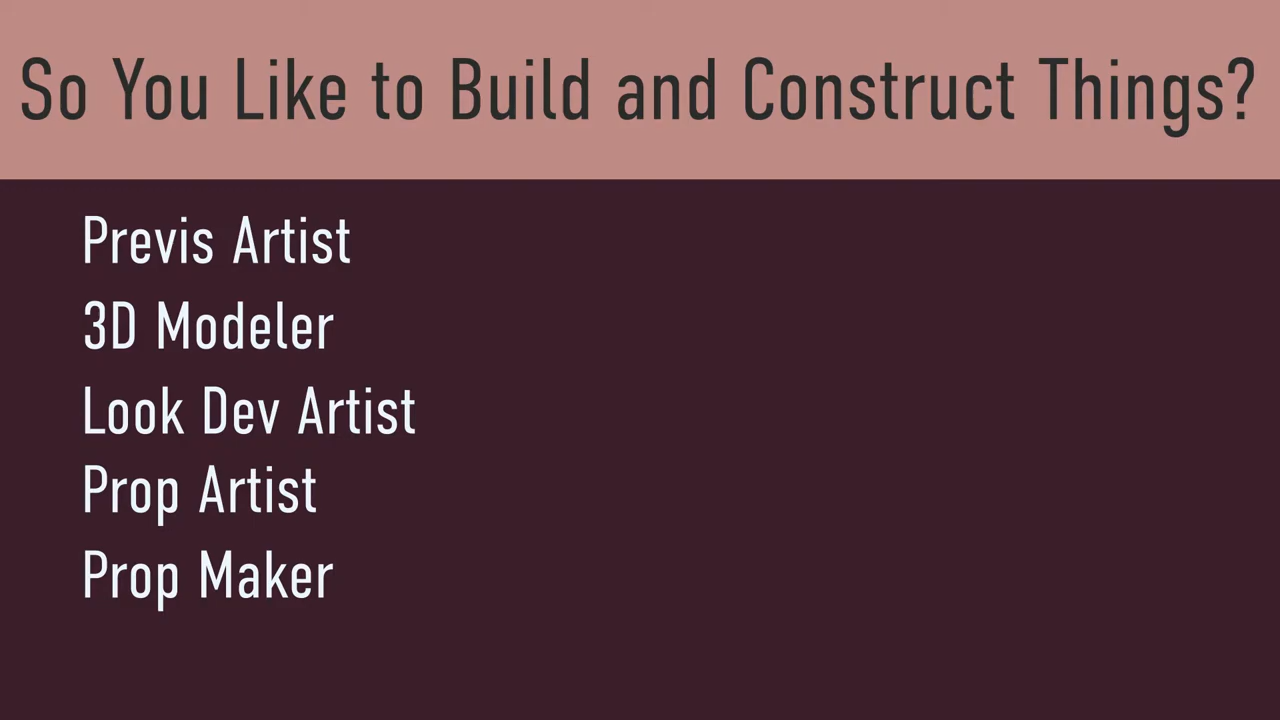 So You Like to Build and Construct Things?
Previs Artist
3D Modeler
Look Dev Artist
Prop Artist
Prop Maker